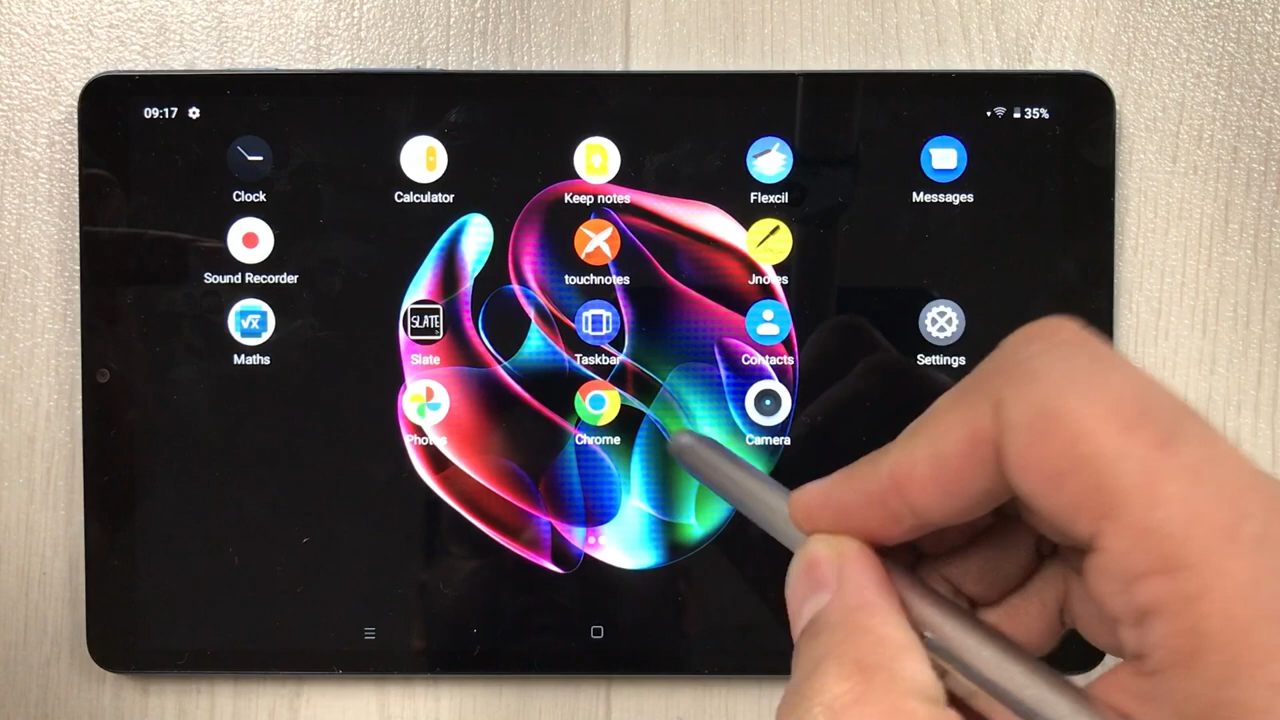 09:17 35%
Clock Calculator Keep notes Flexcil Messages
Sound Recorder touchnotes Jnotes
√x
Maths
SLATE
Slate Taskbar Contacts Settings
Photos Chrome Camera